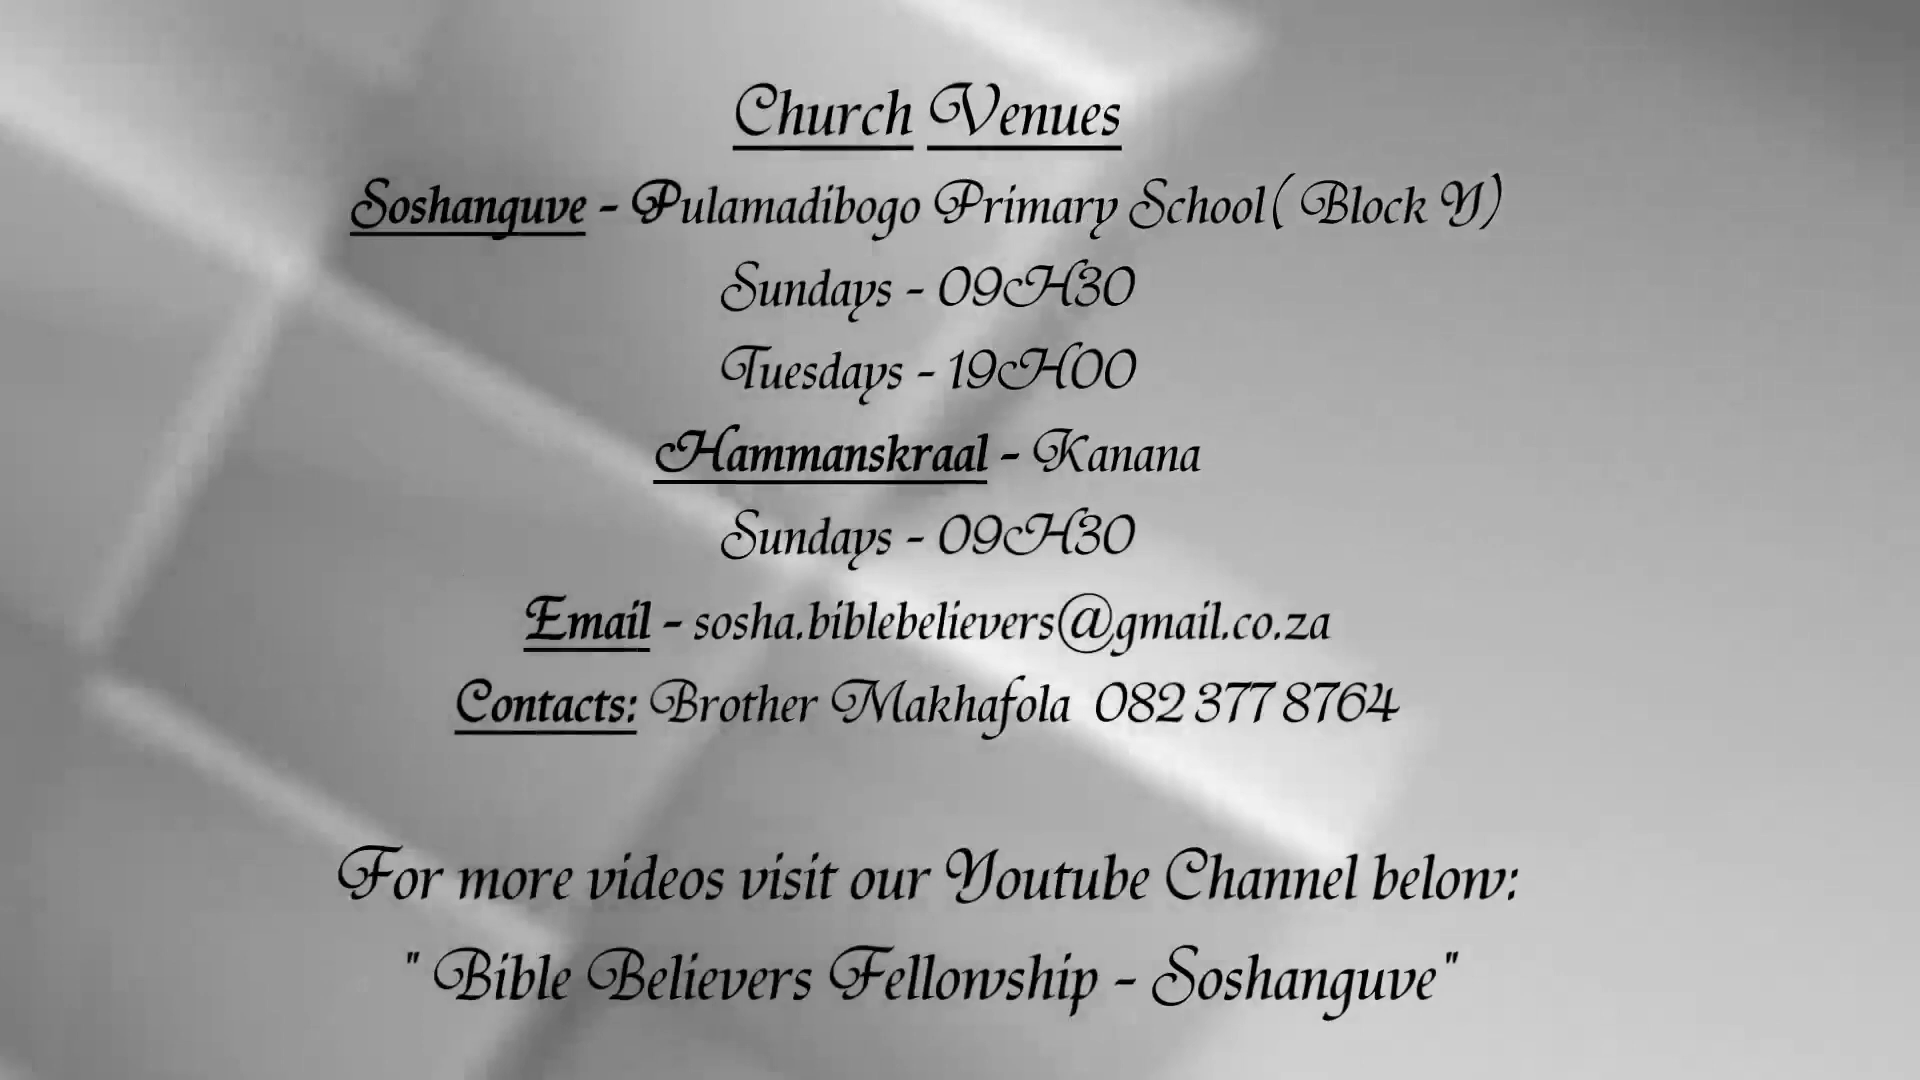 Church Venues
Soshanguve - Pulamadibogo Primary School( Block Y)
Sundays - 09H30
Tuesdays - 19H00
Hammanskraal - Kanana
Sundays - 09H30
Email - sosha.biblebelievers@gmail.co.za
Contacts: Brother Makhafola 082 377 8764
For more videos visit our Youtube Channel below:
" Bible Believers Fellowship - Soshanguve"